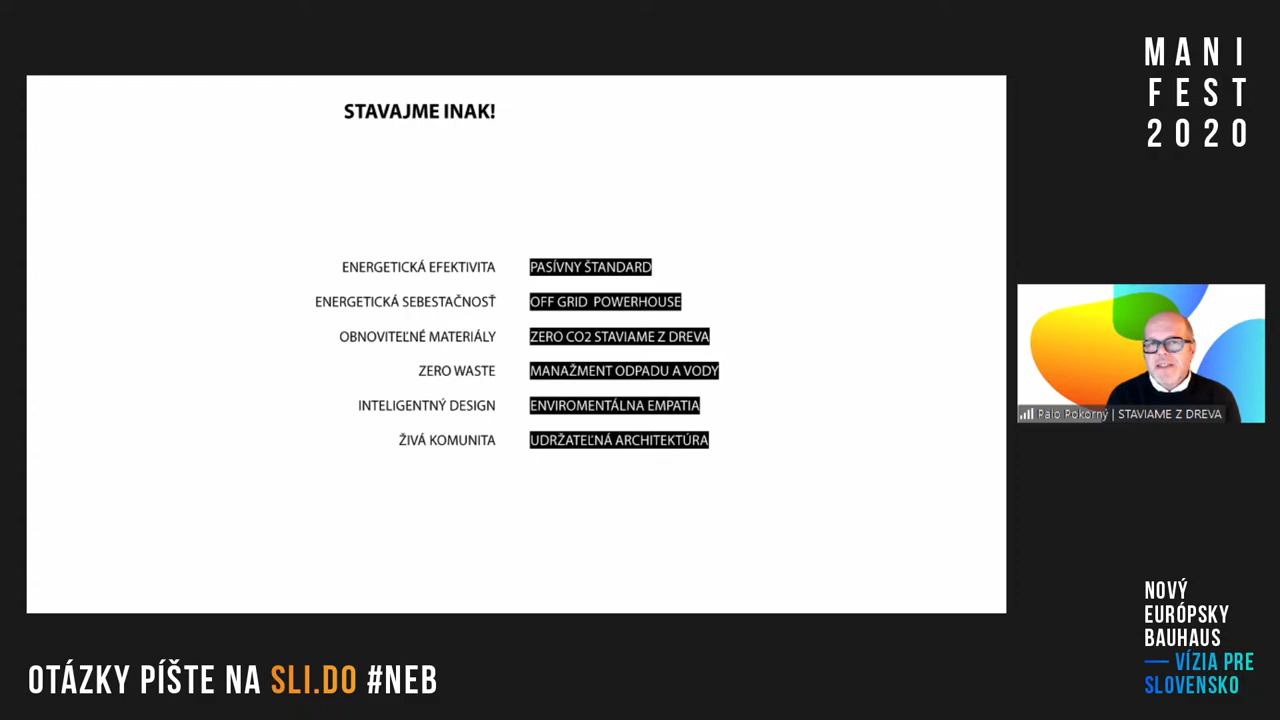 STAVAJME INAK!
ENERGETICKÁ EFEKTIVITA PASÍVNY ŠTANDARD
ENERGETICKÁ SEBESTAČNOSŤ OFF GRID POWERHOUSE
OBNOVITEĽNÉ MATERIÁLY ZERO CO2 STAVIAME Z DREVA
ZERO WASTE MANAŽMENT ODPADU A VODY
INTELIGENTNÝ DESIGN ENVIROMENTÁLNA EMPATIA
ŽIVÁ KOMUNITA UDRŽATEĽNÁ ARCHITEKTÚRA
MANI
FEST
2020
Palo Pokorný | STAVIAME Z DREVA
NOVÝ
EURÓPSKY
BAUHAUS
— VÍZIA PRE
SLOVENSKO
OTÁZKY PÍŠTE NA SLI.DO #NEB